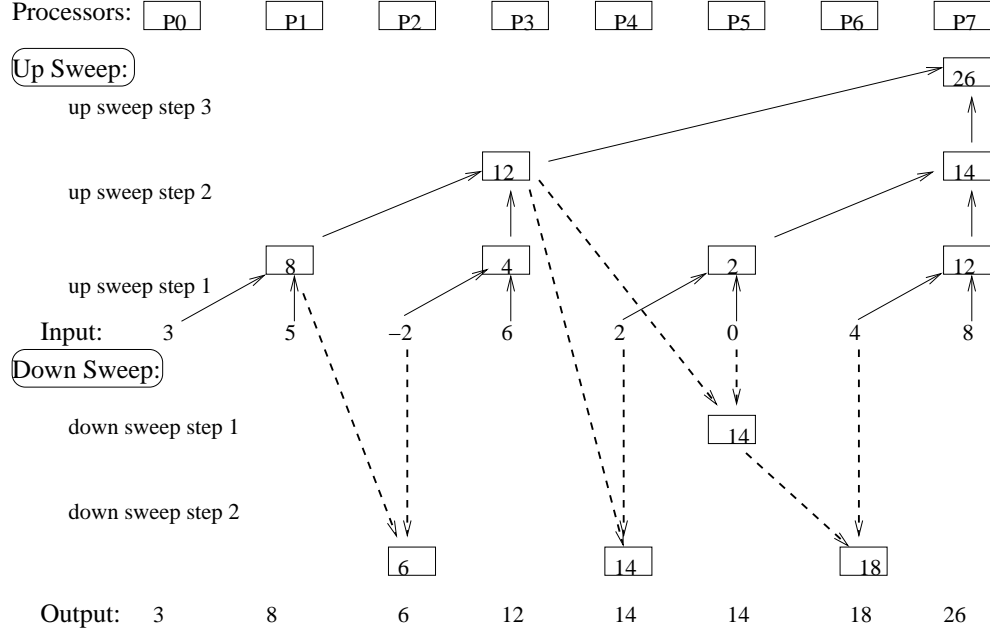 Processors: P0 P1 P2 P3 P4 P5 P6 P7
Up Sweep:
26
up sweep step 3
12 14
up sweep step 2
8 4 2 12
up sweep step 1
Input: 3 5 −2 6 2 0 4 8
Down Sweep:
down sweep step 1 14
down sweep step 2
6 14 18
Output: 3 8 6 12 14 14 18 26